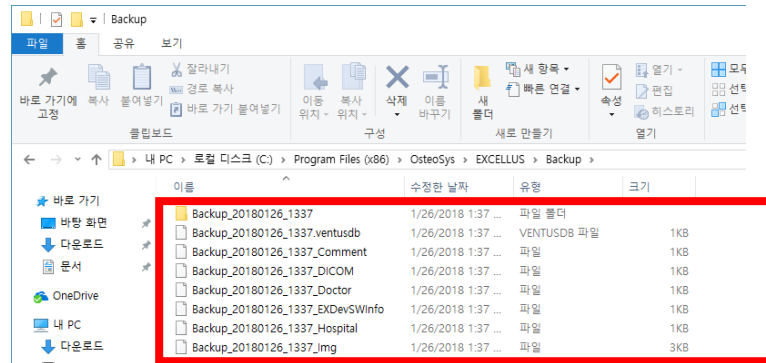 Backup
파일 홈 공유 보기
바로 가기에 고정
복사
붙여넣기
잘라내기
경로 복사
바로 가기 붙여넣기
이동 위치
복사 위치
삭제
이름 바꾸기
새 폴더
새 항목
빠른 연결
속성
열기
편집
히스토리
모두
선택
선택
클립보드 구성 새로 만들기 열기
내 PC > 로컬 디스크 (C:) > Program Files (x86) > OsteoSys > EXCELLUS > Backup >
이름 수정한 날짜 유형 크기
바로 가기
바탕 화면
다운로드
문서
OneDrive
내 PC
다운로드
Backup_20180126_1337 1/26/2018 1:37 ... 파일 폴더
Backup_20180126_1337.ventusdb 1/26/2018 1:37 ... VENTUSDB 파일 1KB
Backup_20180126_1337_Comment 1/26/2018 1:37 ... 파일 1KB
Backup_20180126_1337_DICOM 1/26/2018 1:37 ... 파일 1KB
Backup_20180126_1337_Doctor 1/26/2018 1:37 ... 파일 1KB
Backup_20180126_1337_EXDevSWInfo 1/26/2018 1:37 ... 파일 1KB
Backup_20180126_1337_Hospital 1/26/2018 1:37 ... 파일 1KB
Backup_20180126_1337_Img 1/26/2018 1:37 ... 파일 3KB